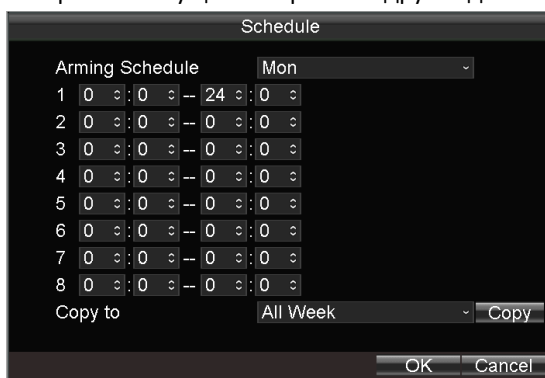 Schedule
Arming Schedule Mon
1 0 : 0 -- 24 : 0
2 0 : 0 -- 0 : 0
3 0 : 0 -- 0 : 0
4 0 : 0 -- 0 : 0
5 0 : 0 -- 0 : 0
6 0 : 0 -- 0 : 0
7 0 : 0 -- 0 : 0
8 0 : 0 -- 0 : 0
Copy to All Week Copy
OK Cancel